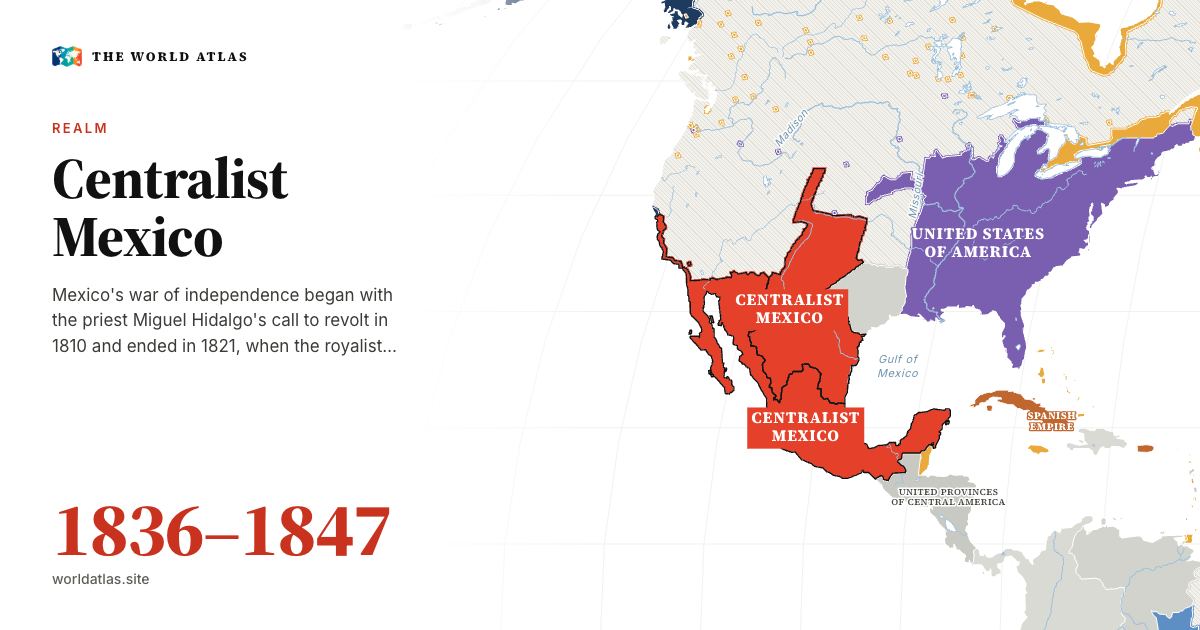 THE WORLD ATLAS
REALM
Centralist
Mexico
Mexico's war of independence began with
the priest Miguel Hidalgo's call to revolt in
1810 and ended in 1821, when the royalist...
1836–1847
worldatlas.site
Madison
Missouri
UNITED STATES
OF AMERICA
CENTRALIST
MEXICO
Gulf of
Mexico
CENTRALIST
MEXICO
SPANISH
EMPIRE
UNITED PROVINCES
OF CENTRAL AMERICA